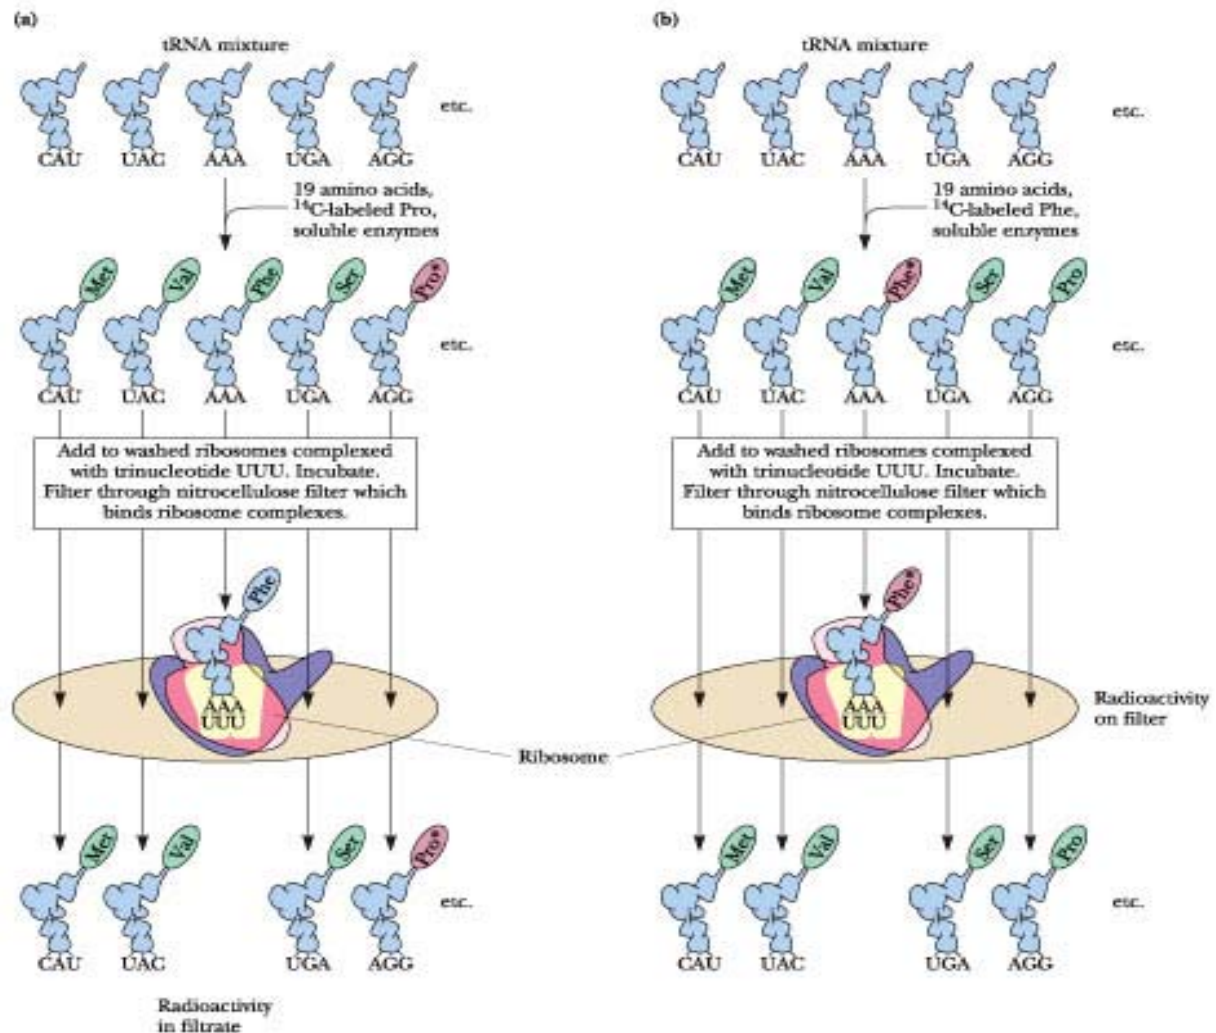 (a)
tRNA mixture
CAU UAC AAA UGA AGG etc.
19 amino acids,
14C-labeled Pro,
soluble enzymes
Met Val Phe Ser Pro*
CAU UAC AAA UGA AGG etc.
Add to washed ribosomes complexed
with trinucleotide UUU. Incubate.
Filter through nitrocellulose filter which
binds ribosome complexes.
Phe
AAA
UUU
Ribosome
Met Val Ser Pro*
CAU UAC UGA AGG etc.
Radioactivity
in filtrate
(b)
tRNA mixture
CAU UAC AAA UGA AGG etc.
19 amino acids,
14C-labeled Phe,
soluble enzymes
Met Val Phe* Ser Pro
CAU UAC AAA UGA AGG etc.
Add to washed ribosomes complexed
with trinucleotide UUU. Incubate.
Filter through nitrocellulose filter which
binds ribosome complexes.
Phe*
AAA
UUU
Radioactivity
on filter
Met Val Ser Pro
CAU UAC UGA AGG etc.